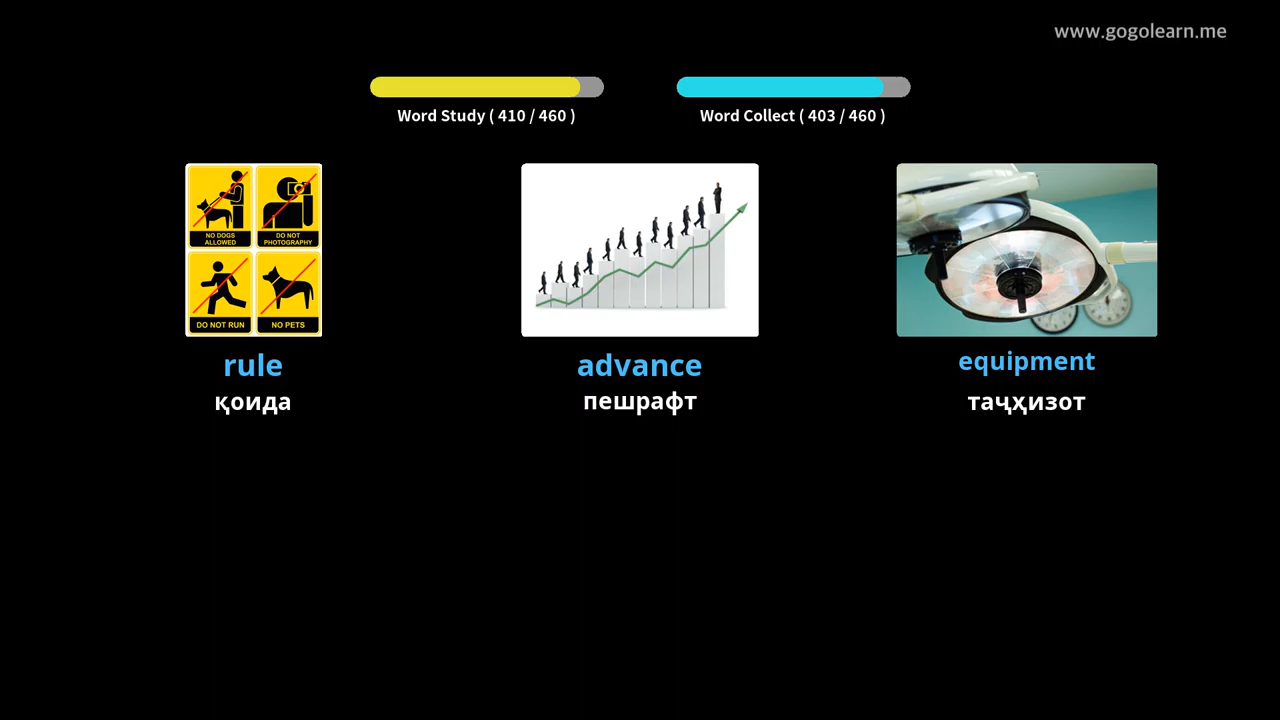 www.gogolearn.me
Word Study ( 410 / 460 )
Word Collect ( 403 / 460 )
NO DOGS
ALLOWED
DO NOT
PHOTOGRAPHY
DO NOT RUN
NO PETS
rule
advance
equipment
қоида
пешрафт
таҷҳизот